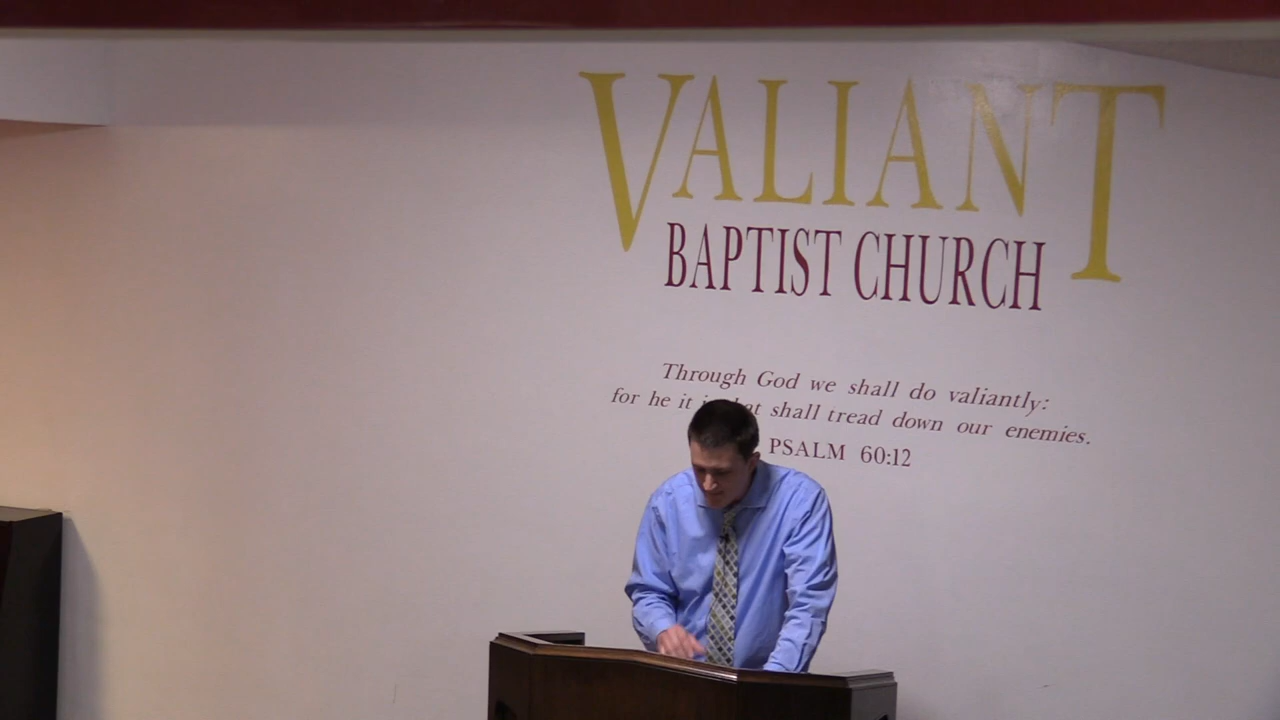 VALIANT
BAPTIST CHURCH
Through God we shall do valiantly:
for he it shall tread down our enemies.
PSALM 60:12